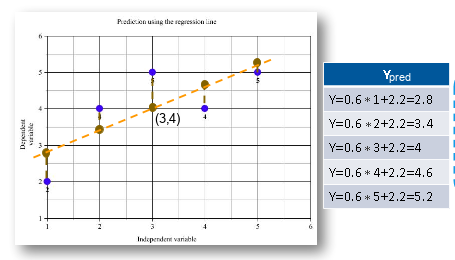 Prediction using the regression line
6
5
4
3
2
1
Dependent
variable
2
4
5
(3,4)
1
2
3
4
5
6
Independent variable
Ypred
Y=0.6 * 1+2.2=2.8
Y=0.6 * 2+2.2=3.4
Y=0.6 * 3+2.2=4
Y=0.6 * 4+2.2=4.6
Y=0.6 * 5+2.2=5.2